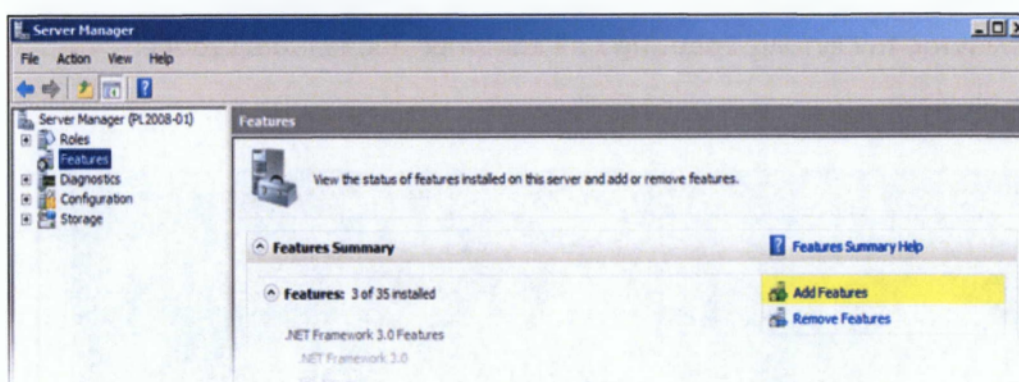 Server Manager
File Action View Help
Server Manager (PL2008-01)
Roles
Features
Diagnostics
Configuration
Storage
Features
View the status of features installed on this server and add or remove features.
Features Summary
Features Summary Help
Features: 3 of 35 installed
Add Features
Remove Features
.NET Framework 3.0 Features
.NET Framework 3.0